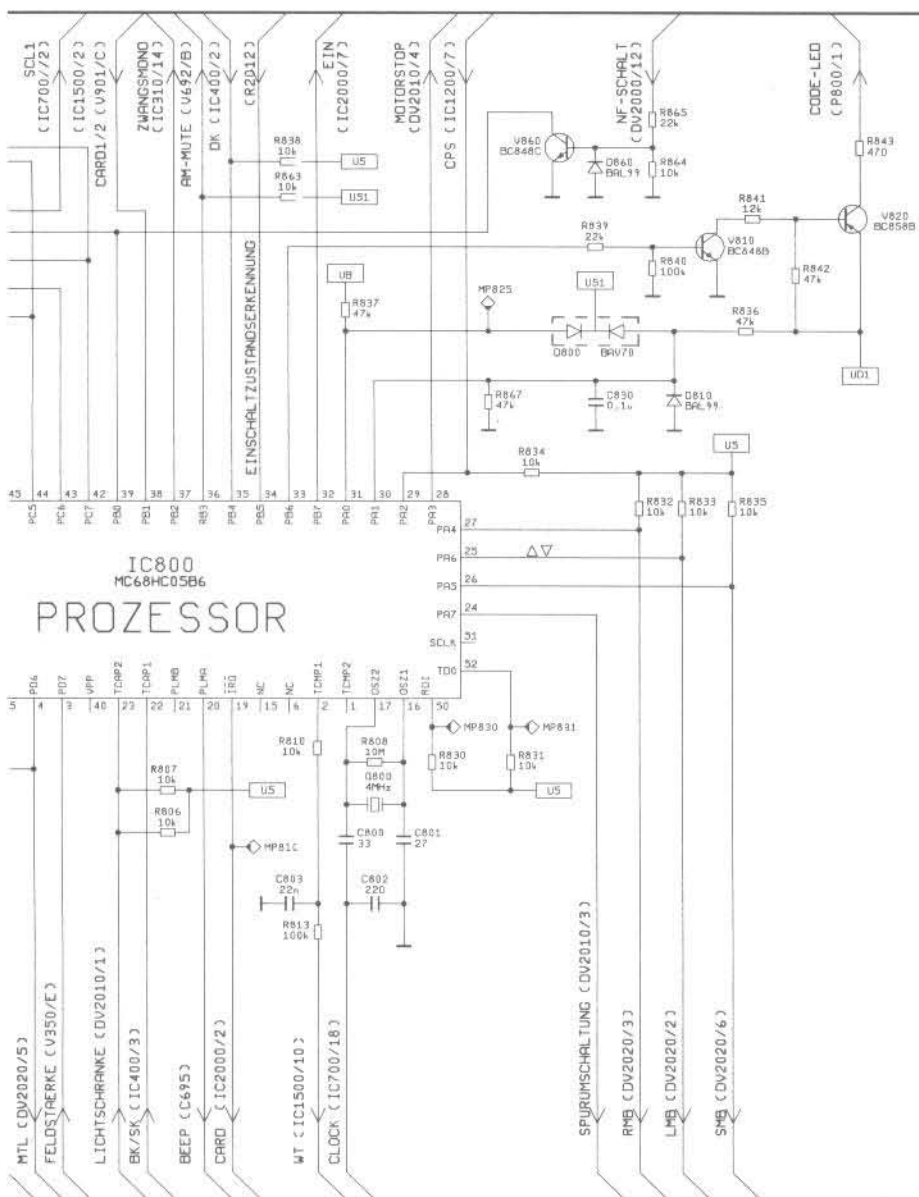 SCL1
(IC700//2)
(IC1500/2)
CARD1/2 (V901/C)
ZWANGSMONO
(IC310/14)
AM-MUTE (V692/B)
DK (IC400/2)
(R2012)
EIN
(IC2000/7)
MOTORSTOP
(DV2010/4)
CPS (IC1200/7)
NF-SCHALT
(DV2000/12)
CODE-LED
(P800/1)
R865
22k
V860
BC848C
D860
BAL99
R864
10k
R843
470
R838
10k
U5
R863
10k
U51
R841
12k
V820
BC858B
R839
22k
V810
BC848B
R840
100k
R842
47k
EINSCHALTZUSTANDSERKENNUNG
UB
R837
47k
MP825
U51
D800
BAV70
R836
47k
UD1
R867
47k
C830
0.1u
D810
BAL99
U5
R834
10k
R832
10k
R833
10k
R835
10k
45 44 43 42 39 38 37 36 35 34 33 32 31 30 29 28
PC5 PC6 PC7 PB0 PB1 PB2 RB3 PB4 PB5 PB6 PB7 PA0 PA1 PA2 PA3
PA4 27
PA6 25
PA5 26
PA7 24
SCLK 51
TDO 52
IC800
MC68HC05B6
PROZESSOR
PD6 PD7 VPP TCAP2 TCAP1 PLMB PLMA IRQ NC NC TCMP1 TCMP2 OSZ2 OSZ1 RDI
5 4 3 40 23 22 21 20 19 15 6 2 1 17 16 50
MP830
MP831
R810
10k
R808
10M
R830
10k
R831
10k
R807
10k
U5
Q800
4MHz
U5
R806
10k
C800
33
C801
27
MP810
C803
22n
C802
220
R813
100k
MTL (DV2020/5)
FELDSTAERKE (V350/E)
LICHTSCHRANKE (DV2010/1)
BK/SK (IC400/3)
BEEP (C695)
CARD (IC2000/2)
WT (IC1500/10)
CLOCK (IC700/18)
SPURUMSCHALTUNG (DV2010/3)
RMB (DV2020/3)
LMB (DV2020/2)
SMB (DV2020/6)